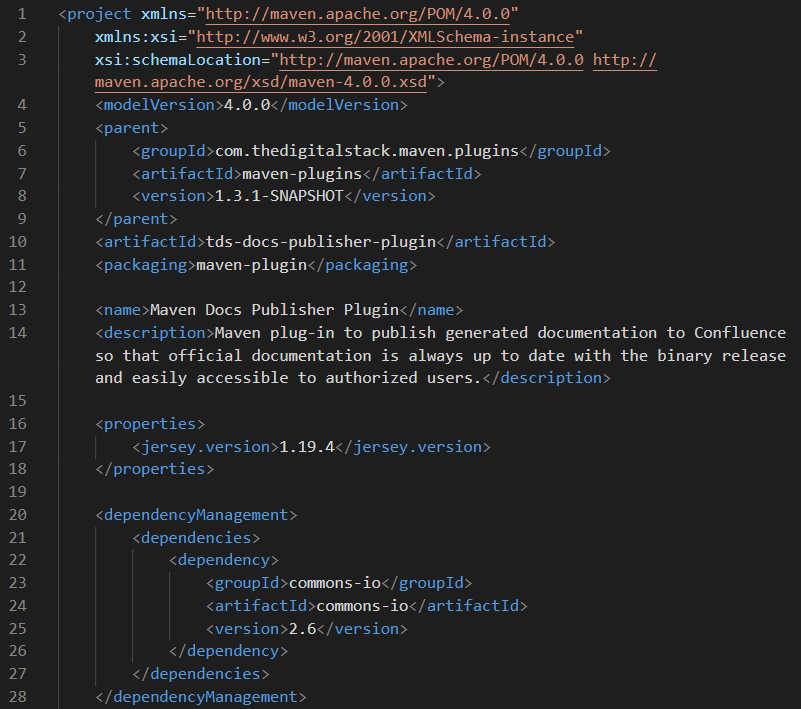 1 <project xmlns="http://maven.apache.org/POM/4.0.0"
2 xmlns:xsi="http://www.w3.org/2001/XMLSchema-instance"
3 xsi:schemaLocation="http://maven.apache.org/POM/4.0.0 http://
maven.apache.org/xsd/maven-4.0.0.xsd">
4 <modelVersion>4.0.0</modelVersion>
5 <parent>
6 <groupId>com.thedigitalstack.maven.plugins</groupId>
7 <artifactId>maven-plugins</artifactId>
8 <version>1.3.1-SNAPSHOT</version>
9 </parent>
10 <artifactId>tds-docs-publisher-plugin</artifactId>
11 <packaging>maven-plugin</packaging>
12
13 <name>Maven Docs Publisher Plugin</name>
14 <description>Maven plug-in to publish generated documentation to Confluence
so that official documentation is always up to date with the binary release
and easily accessible to authorized users.</description>
15
16 <properties>
17 <jersey.version>1.19.4</jersey.version>
18 </properties>
19
20 <dependencyManagement>
21 <dependencies>
22 <dependency>
23 <groupId>commons-io</groupId>
24 <artifactId>commons-io</artifactId>
25 <version>2.6</version>
26 </dependency>
27 </dependencies>
28 </dependencyManagement>